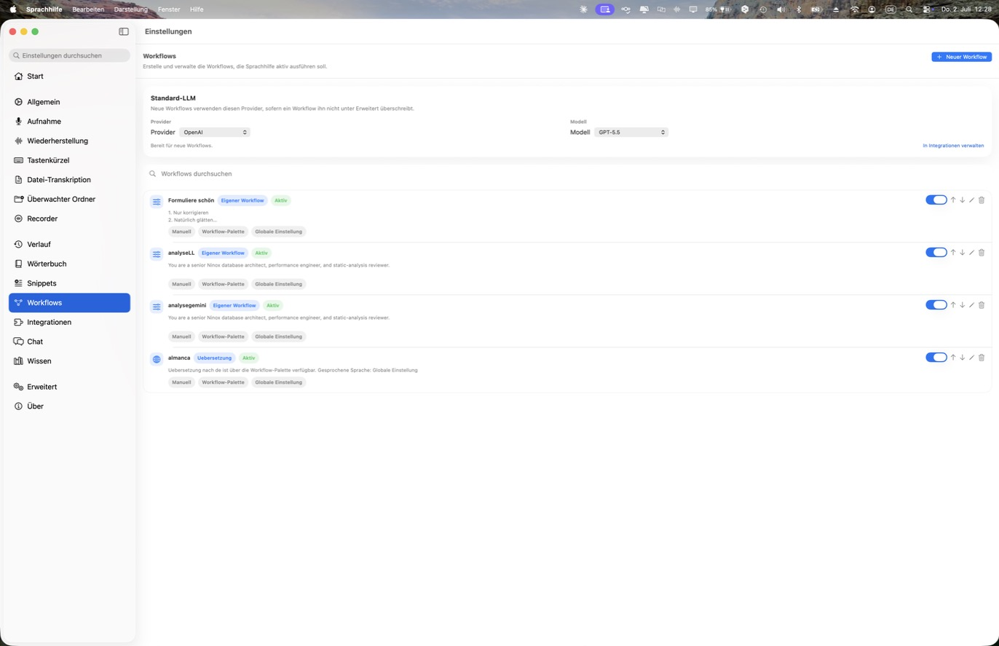 Sprachhilfe Bearbeiten Darstellung Fenster Hilfe
85%
DE
Do. 2. Juli 12:28
Einstellungen durchsuchen
Start
Allgemein
Aufnahme
Wiederherstellung
Tastenkürzel
Datei-Transkription
Überwachter Ordner
Recorder
Verlauf
Wörterbuch
Snippets
Workflows
Integrationen
Chat
Wissen
Erweitert
Über
Einstellungen
Workflows
Erstelle und verwalte die Workflows, die Sprachhilfe aktiv ausführen soll.
+ Neuer Workflow
Standard-LLM
Neue Workflows verwenden diesen Provider, sofern ein Workflow ihn nicht unter Erweitert überschreibt.
Provider
Provider OpenAI
Modell
Modell GPT-5.5
Bereit für neue Workflows.
In Integrationen verwalten
Workflows durchsuchen
Formuliere schön Eigener Workflow Aktiv
1. Nur korrigieren
2. Natürlich glätten...
Manuell Workflow-Palette Globale Einstellung
analyseLL Eigener Workflow Aktiv
You are a senior Ninox database architect, performance engineer, and static-analysis reviewer.
Manuell Workflow-Palette Globale Einstellung
analysegemini Eigener Workflow Aktiv
You are a senior Ninox database architect, performance engineer, and static-analysis reviewer.
Manuell Workflow-Palette Globale Einstellung
almanca Uebersetzung Aktiv
Uebersetzung nach de ist über die Workflow-Palette verfügbar. Gesprochene Sprache: Globale Einstellung
Manuell Workflow-Palette Globale Einstellung